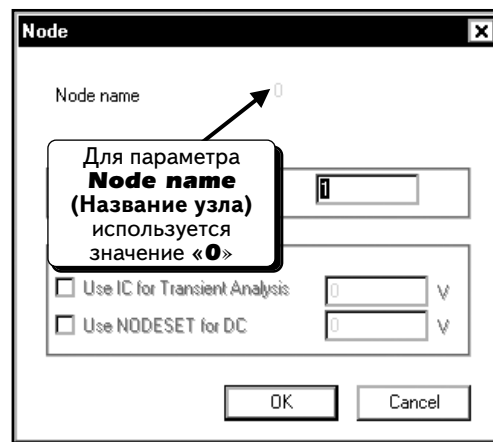 Node
Node name 0
Для параметра
Node name
(Название узла)
используется
значение «0»
1
Use IC for Transient Analysis 0 V
Use NODESET for DC 0 V
OK Cancel